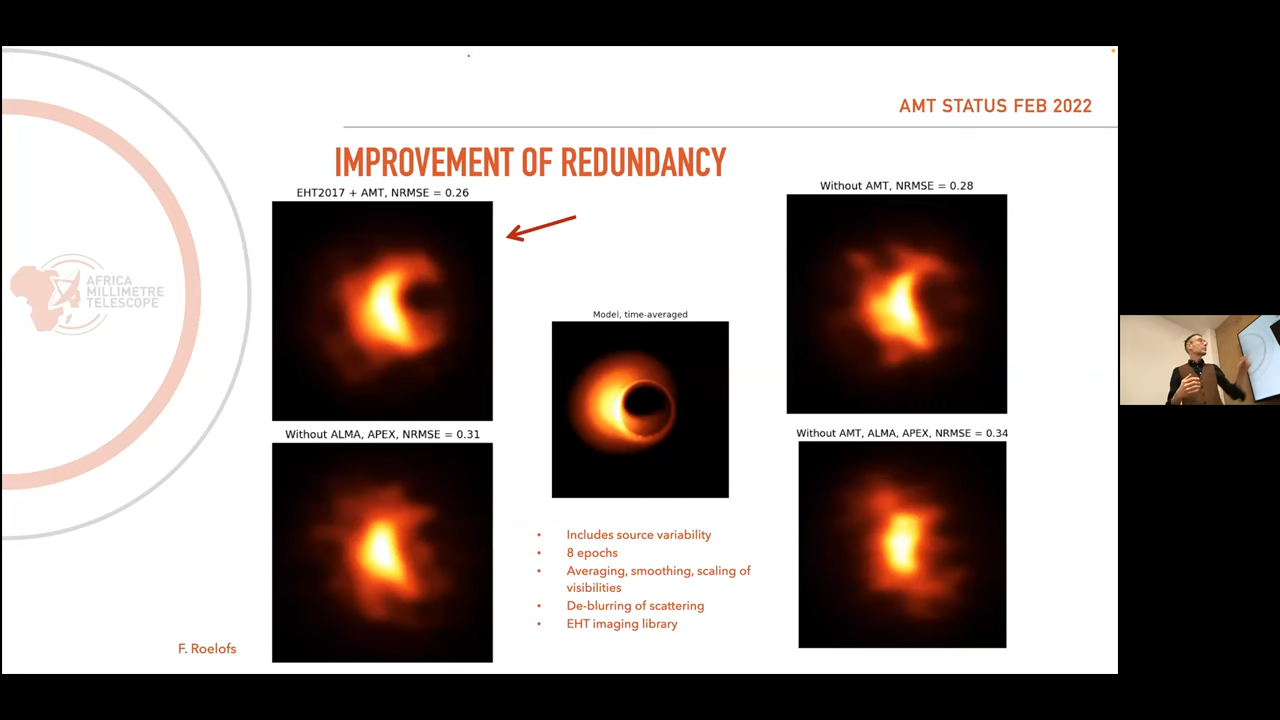 AMT STATUS FEB 2022
IMPROVEMENT OF REDUNDANCY
EHT2017 + AMT, NRMSE = 0.26
Without AMT, NRMSE = 0.28
AFRICA
MILLIMETRE
TELESCOPE
Model, time-averaged
Without ALMA, APEX, NRMSE = 0.31
Without AMT, ALMA, APEX, NRMSE = 0.34
• Includes source variability
• 8 epochs
• Averaging, smoothing, scaling of
visibilities
• De-blurring of scattering
• EHT imaging library
F. Roelofs